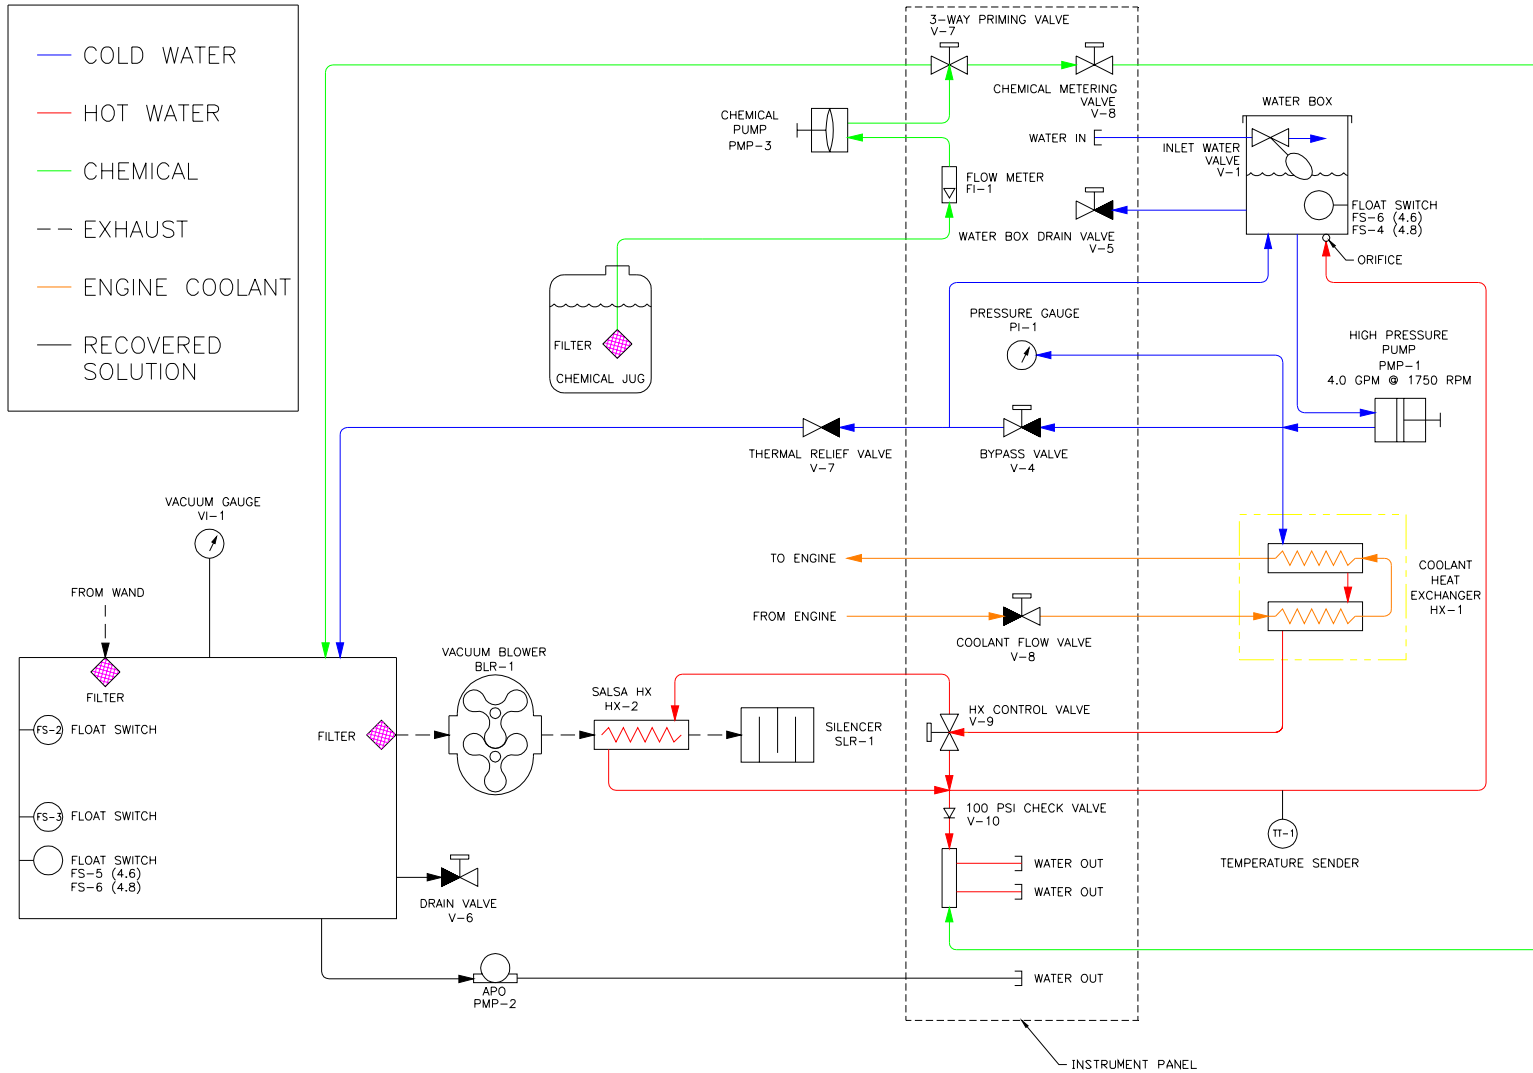 COLD WATER
HOT WATER
CHEMICAL
EXHAUST
ENGINE COOLANT
RECOVERED
SOLUTION
3-WAY PRIMING VALVE
V-7
CHEMICAL METERING
VALVE
V-8
CHEMICAL
PUMP
PMP-3
WATER IN
WATER BOX
INLET WATER
VALVE
V-1
FLOW METER
FI-1
FLOAT SWITCH
FS-6 (4.6)
FS-4 (4.8)
WATER BOX DRAIN VALVE
V-5
ORIFICE
FILTER
CHEMICAL JUG
PRESSURE GAUGE
PI-1
HIGH PRESSURE
PUMP
PMP-1
4.0 GPM @ 1750 RPM
THERMAL RELIEF VALVE
V-7
BYPASS VALVE
V-4
VACUUM GAUGE
VI-1
FROM WAND
FILTER
TO ENGINE
FROM ENGINE
COOLANT FLOW VALVE
V-8
COOLANT
HEAT
EXCHANGER
HX-1
VACUUM BLOWER
BLR-1
SALSA HX
HX-2
SILENCER
SLR-1
HX CONTROL VALVE
V-9
FS-2
FLOAT SWITCH
FILTER
FS-3
FLOAT SWITCH
FLOAT SWITCH
FS-5 (4.6)
FS-6 (4.8)
100 PSI CHECK VALVE
V-10
TT-1
TEMPERATURE SENDER
WATER OUT
WATER OUT
DRAIN VALVE
V-6
APO
PMP-2
WATER OUT
INSTRUMENT PANEL